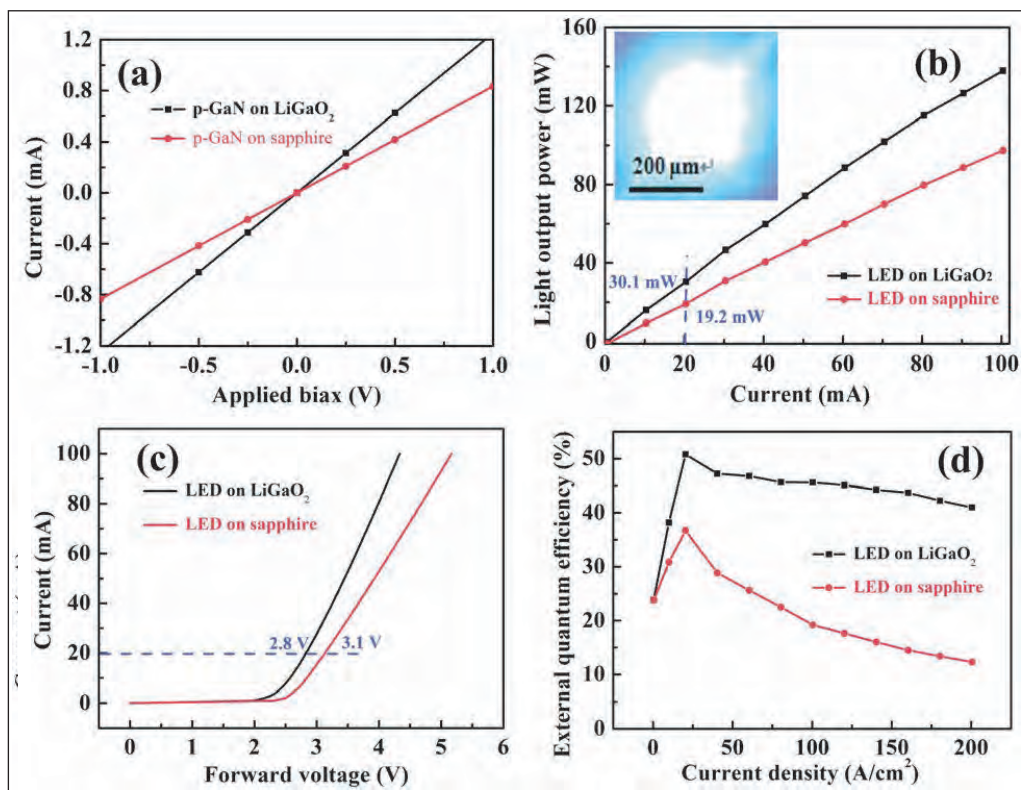 (a)
p-GaN on LiGaO2
p-GaN on sapphire
1.2
0.8
0.4
0.0
-0.4
-0.8
-1.2
-1.0
-0.5
0.0
0.5
1.0
Current (mA)
Applied biax (V)
(b)
200 μm↵
LED on LiGaO2
LED on sapphire
30.1 mW
19.2 mW
160
120
80
40
0
0
20
40
60
80
100
Light output power (mW)
Current (mA)
(c)
LED on LiGaO2
LED on sapphire
2.8 V
3.1 V
100
80
60
40
20
0
0
1
2
3
4
5
6
Current (mA)
Forward voltage (V)
(d)
LED on LiGaO2
LED on sapphire
50
40
30
20
10
0
0
50
100
150
200
External quantum efficiency (%)
Current density (A/cm2)